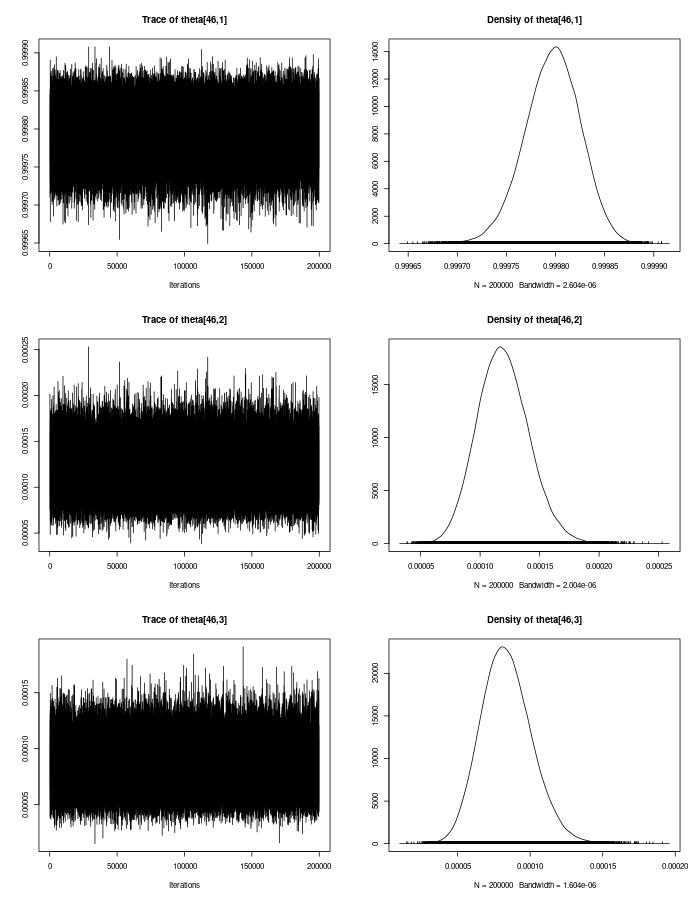 Trace of theta[46,1]
0.99965 0.99970 0.99975 0.99980 0.99985 0.99990
0 50000 100000 150000 200000
Iterations
Density of theta[46,1]
0 2000 4000 6000 8000 10000 12000 14000
0.99965 0.99970 0.99975 0.99980 0.99985 0.99990
N = 200000 Bandwidth = 2.604e-06
Trace of theta[46,2]
0.00005 0.00010 0.00015 0.00020 0.00025
0 50000 100000 150000 200000
Iterations
Density of theta[46,2]
0 5000 10000 15000
0.00005 0.00010 0.00015 0.00020 0.00025
N = 200000 Bandwidth = 2.004e-06
Trace of theta[46,3]
0.00005 0.00010 0.00015
0 50000 100000 150000 200000
Iterations
Density of theta[46,3]
0 5000 10000 15000 20000
0.00005 0.00010 0.00015 0.00020
N = 200000 Bandwidth = 1.604e-06